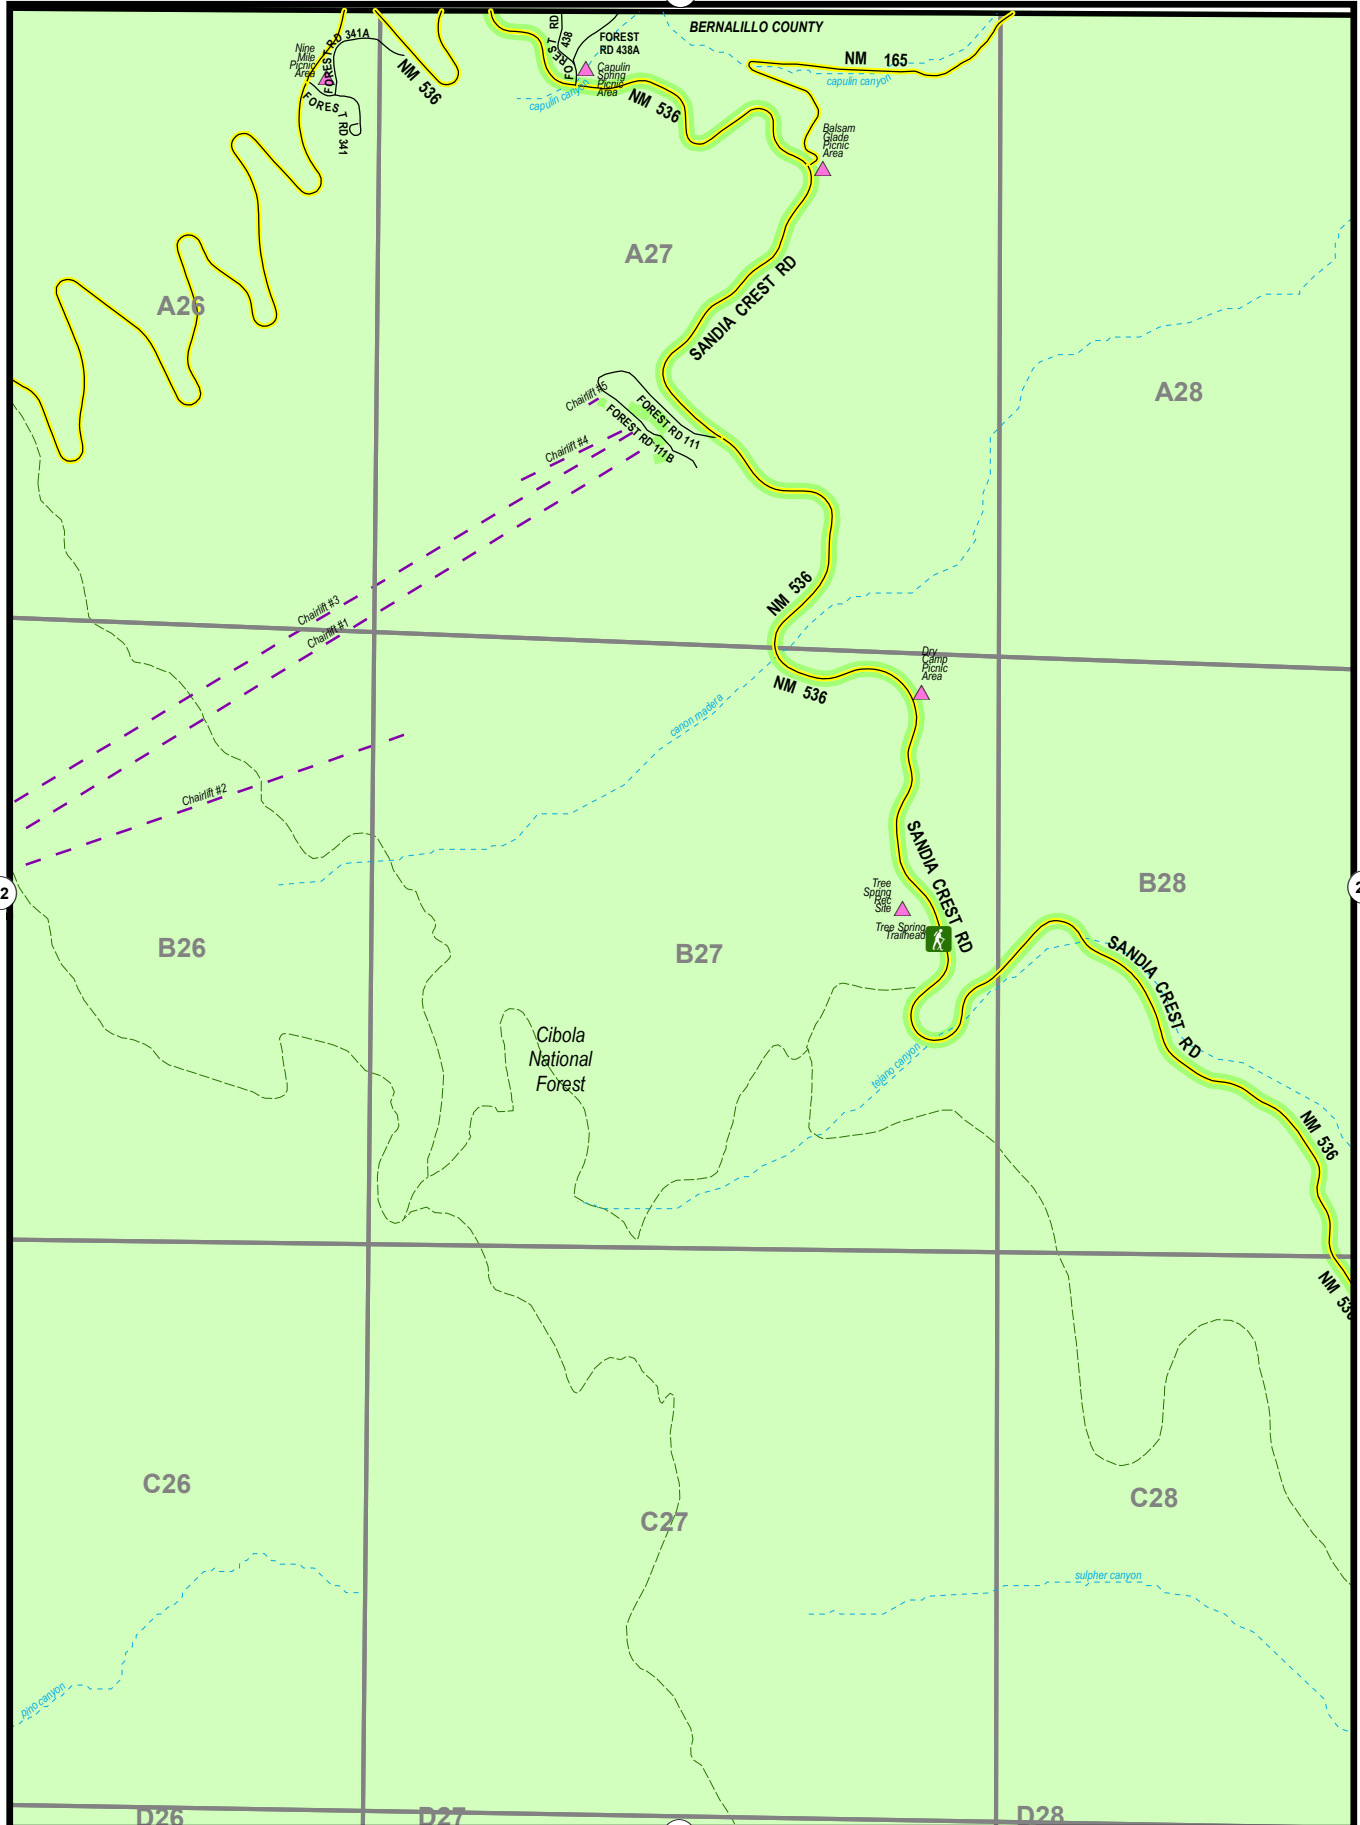 BERNALILLO COUNTY
FOREST RD 341A
Nine
Mile
Picnic
Area
FOREST RD 341
NM 536
FOREST RD 438
FOREST
RD 438A
Capulin
Spring
Picnic
Area
capulin canyon
NM 536
NM 165
capulin canyon
Balsam
Glade
Picnic
Area
A26
A27
SANDIA CREST RD
A28
Chairlift #5
FOREST RD 111
FOREST RD 111B
Chairlift #4
NM 536
Chairlift #3
Chairlift #1
Dry
Camp
Picnic
Area
NM 536
canon madera
Chairlift #2
SANDIA CREST RD
2
B28
2
Tree
Spring
Rec
Site
Tree Spring
Trailhead
B26
B27
SANDIA CREST RD
Cibola
National
Forest
tejano canyon
NM 536
NM 536
C26
C27
C28
sulpher canyon
pino canyon
D26
D27
D28